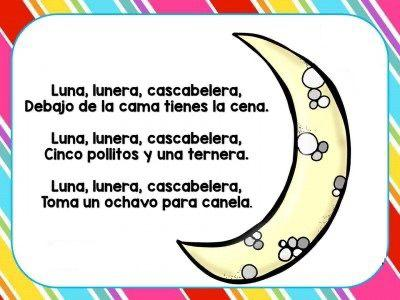 Luna, lunera, cascabelera,
Debajo de la cama tienes la cena.
Luna, lunera, cascabelera,
Cinco pollitos y una ternera.
Luna, lunera, cascabelera,
Toma un ochavo para canela.